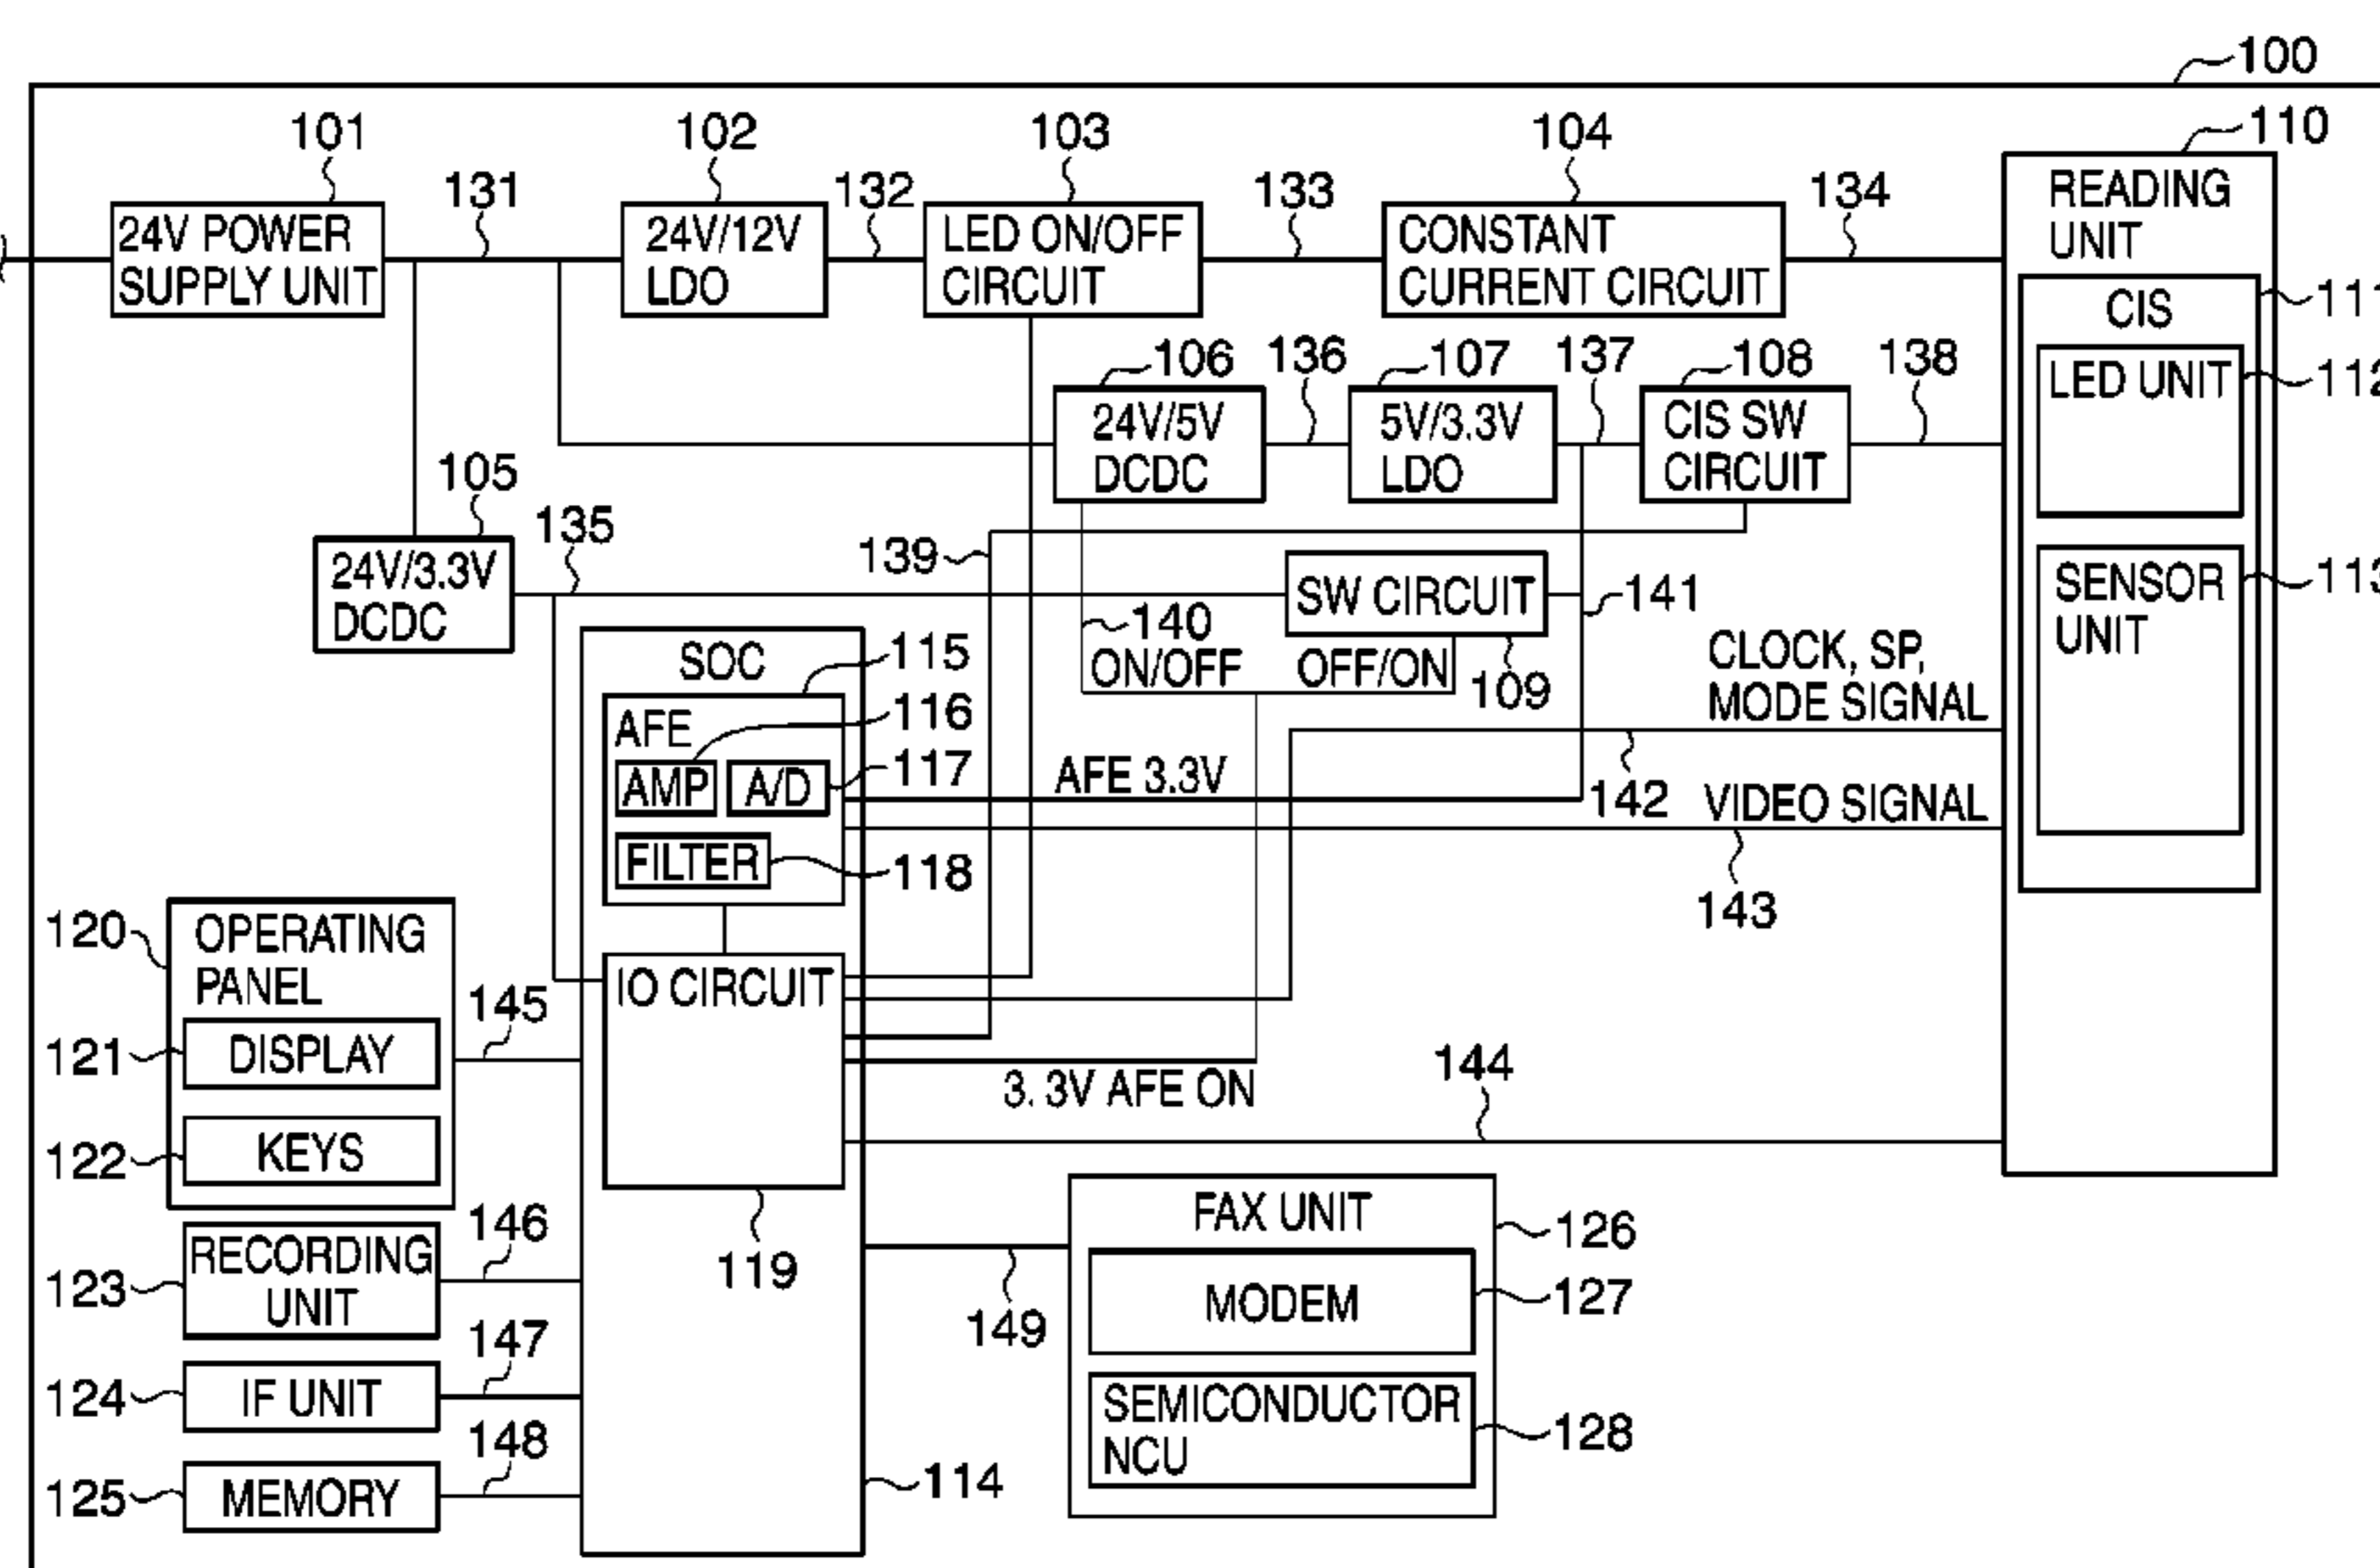 100
110
101
102
103
104
131
132
133
134
24V POWER
SUPPLY UNIT
24V/12V
LDO
LED ON/OFF
CIRCUIT
CONSTANT
CURRENT CIRCUIT
READING
UNIT
CIS
111
LED UNIT
112
SENSOR
UNIT
113
106
136
107
137
108
138
24V/5V
DCDC
5V/3.3V
LDO
CIS SW
CIRCUIT
105
135
24V/3.3V
DCDC
139
SW CIRCUIT
141
140
ON/OFF
OFF/ON
109
CLOCK, SP,
MODE SIGNAL
142
VIDEO SIGNAL
143
SOC
115
AFE
116
AMP
A/D
117
AFE 3.3V
FILTER
118
IO CIRCUIT
3. 3V AFE ON
144
119
114
120
OPERATING
PANEL
145
121
DISPLAY
122
KEYS
146
123
RECORDING
UNIT
147
124
IF UNIT
148
125
MEMORY
149
FAX UNIT
126
MODEM
127
SEMICONDUCTOR
NCU
128